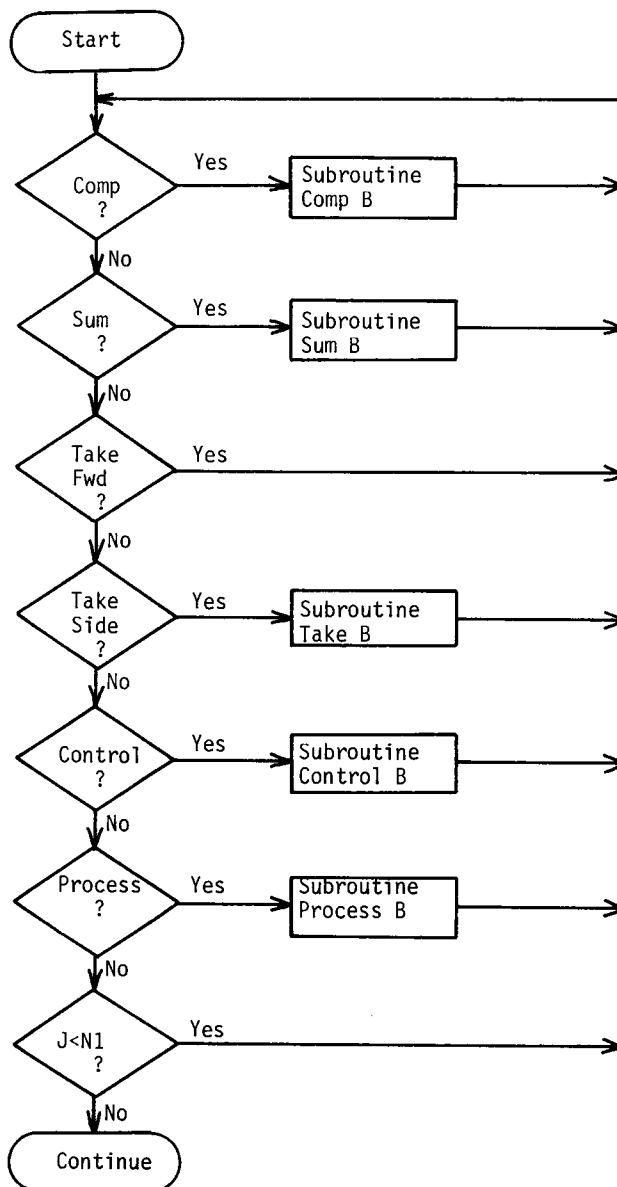 Start
Comp
?
Yes
Subroutine
Comp B
No
Sum
?
Yes
Subroutine
Sum B
No
Take
Fwd
?
Yes
No
Take
Side
?
Yes
Subroutine
Take B
No
Control
?
Yes
Subroutine
Control B
No
Process
?
Yes
Subroutine
Process B
No
J<N1
?
Yes
No
Continue